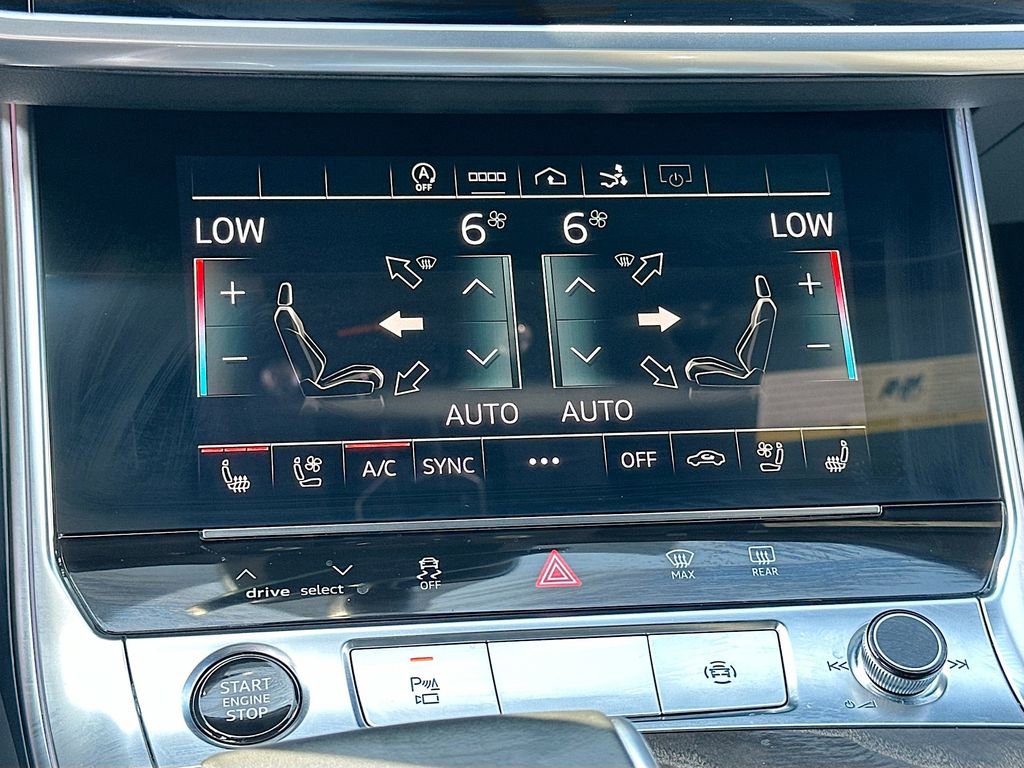 A
OFF
LOW 6 6 LOW
+ +
- -
AUTO AUTO
A/C SYNC ••• OFF
drive select OFF MAX REAR
START
ENGINE
STOP
P